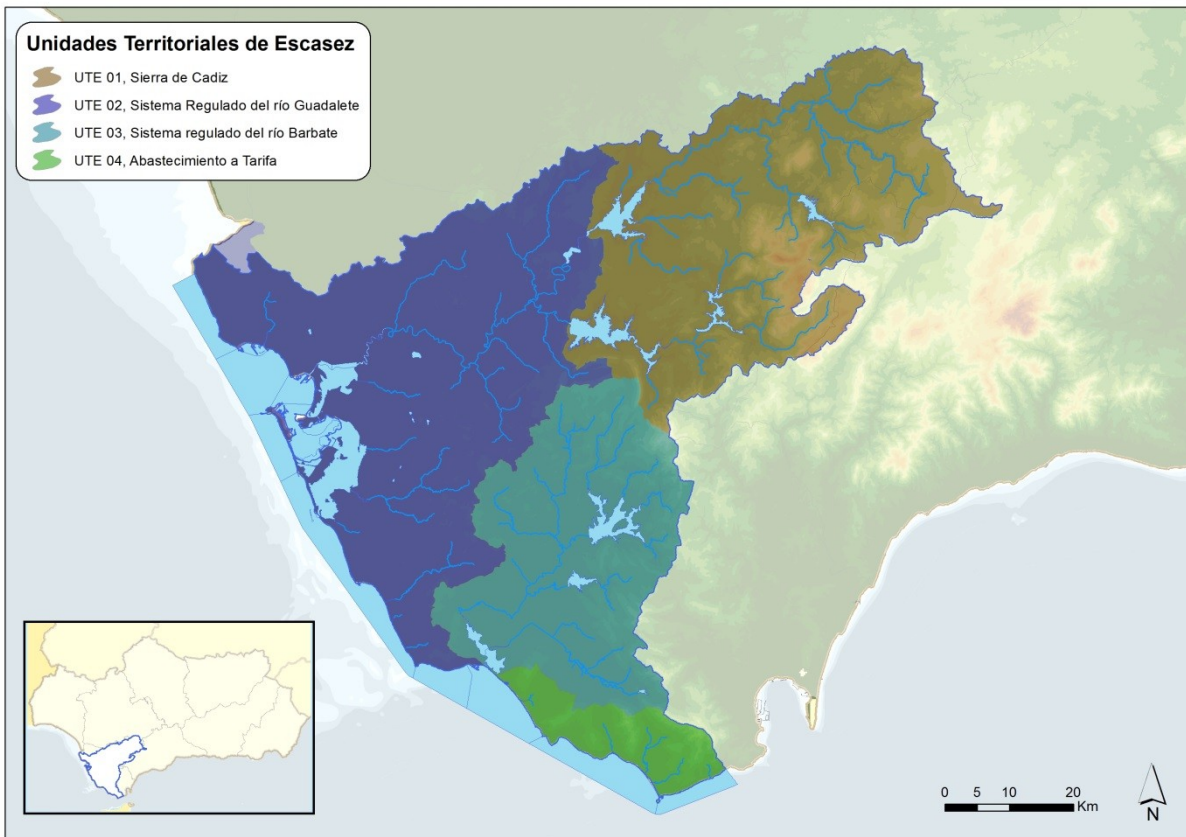 Unidades Territoriales de Escasez
UTE 01, Sierra de Cadiz
UTE 02, Sistema Regulado del río Guadalete
UTE 03, Sistema regulado del río Barbate
UTE 04, Abastecimiento a Tarifa
0 5 10 20
Km
N